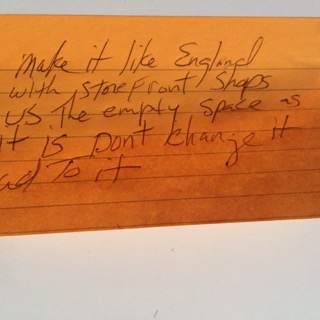 Make it like England
with storefront shops
us the empty space as
it is Dont change it
ad To it